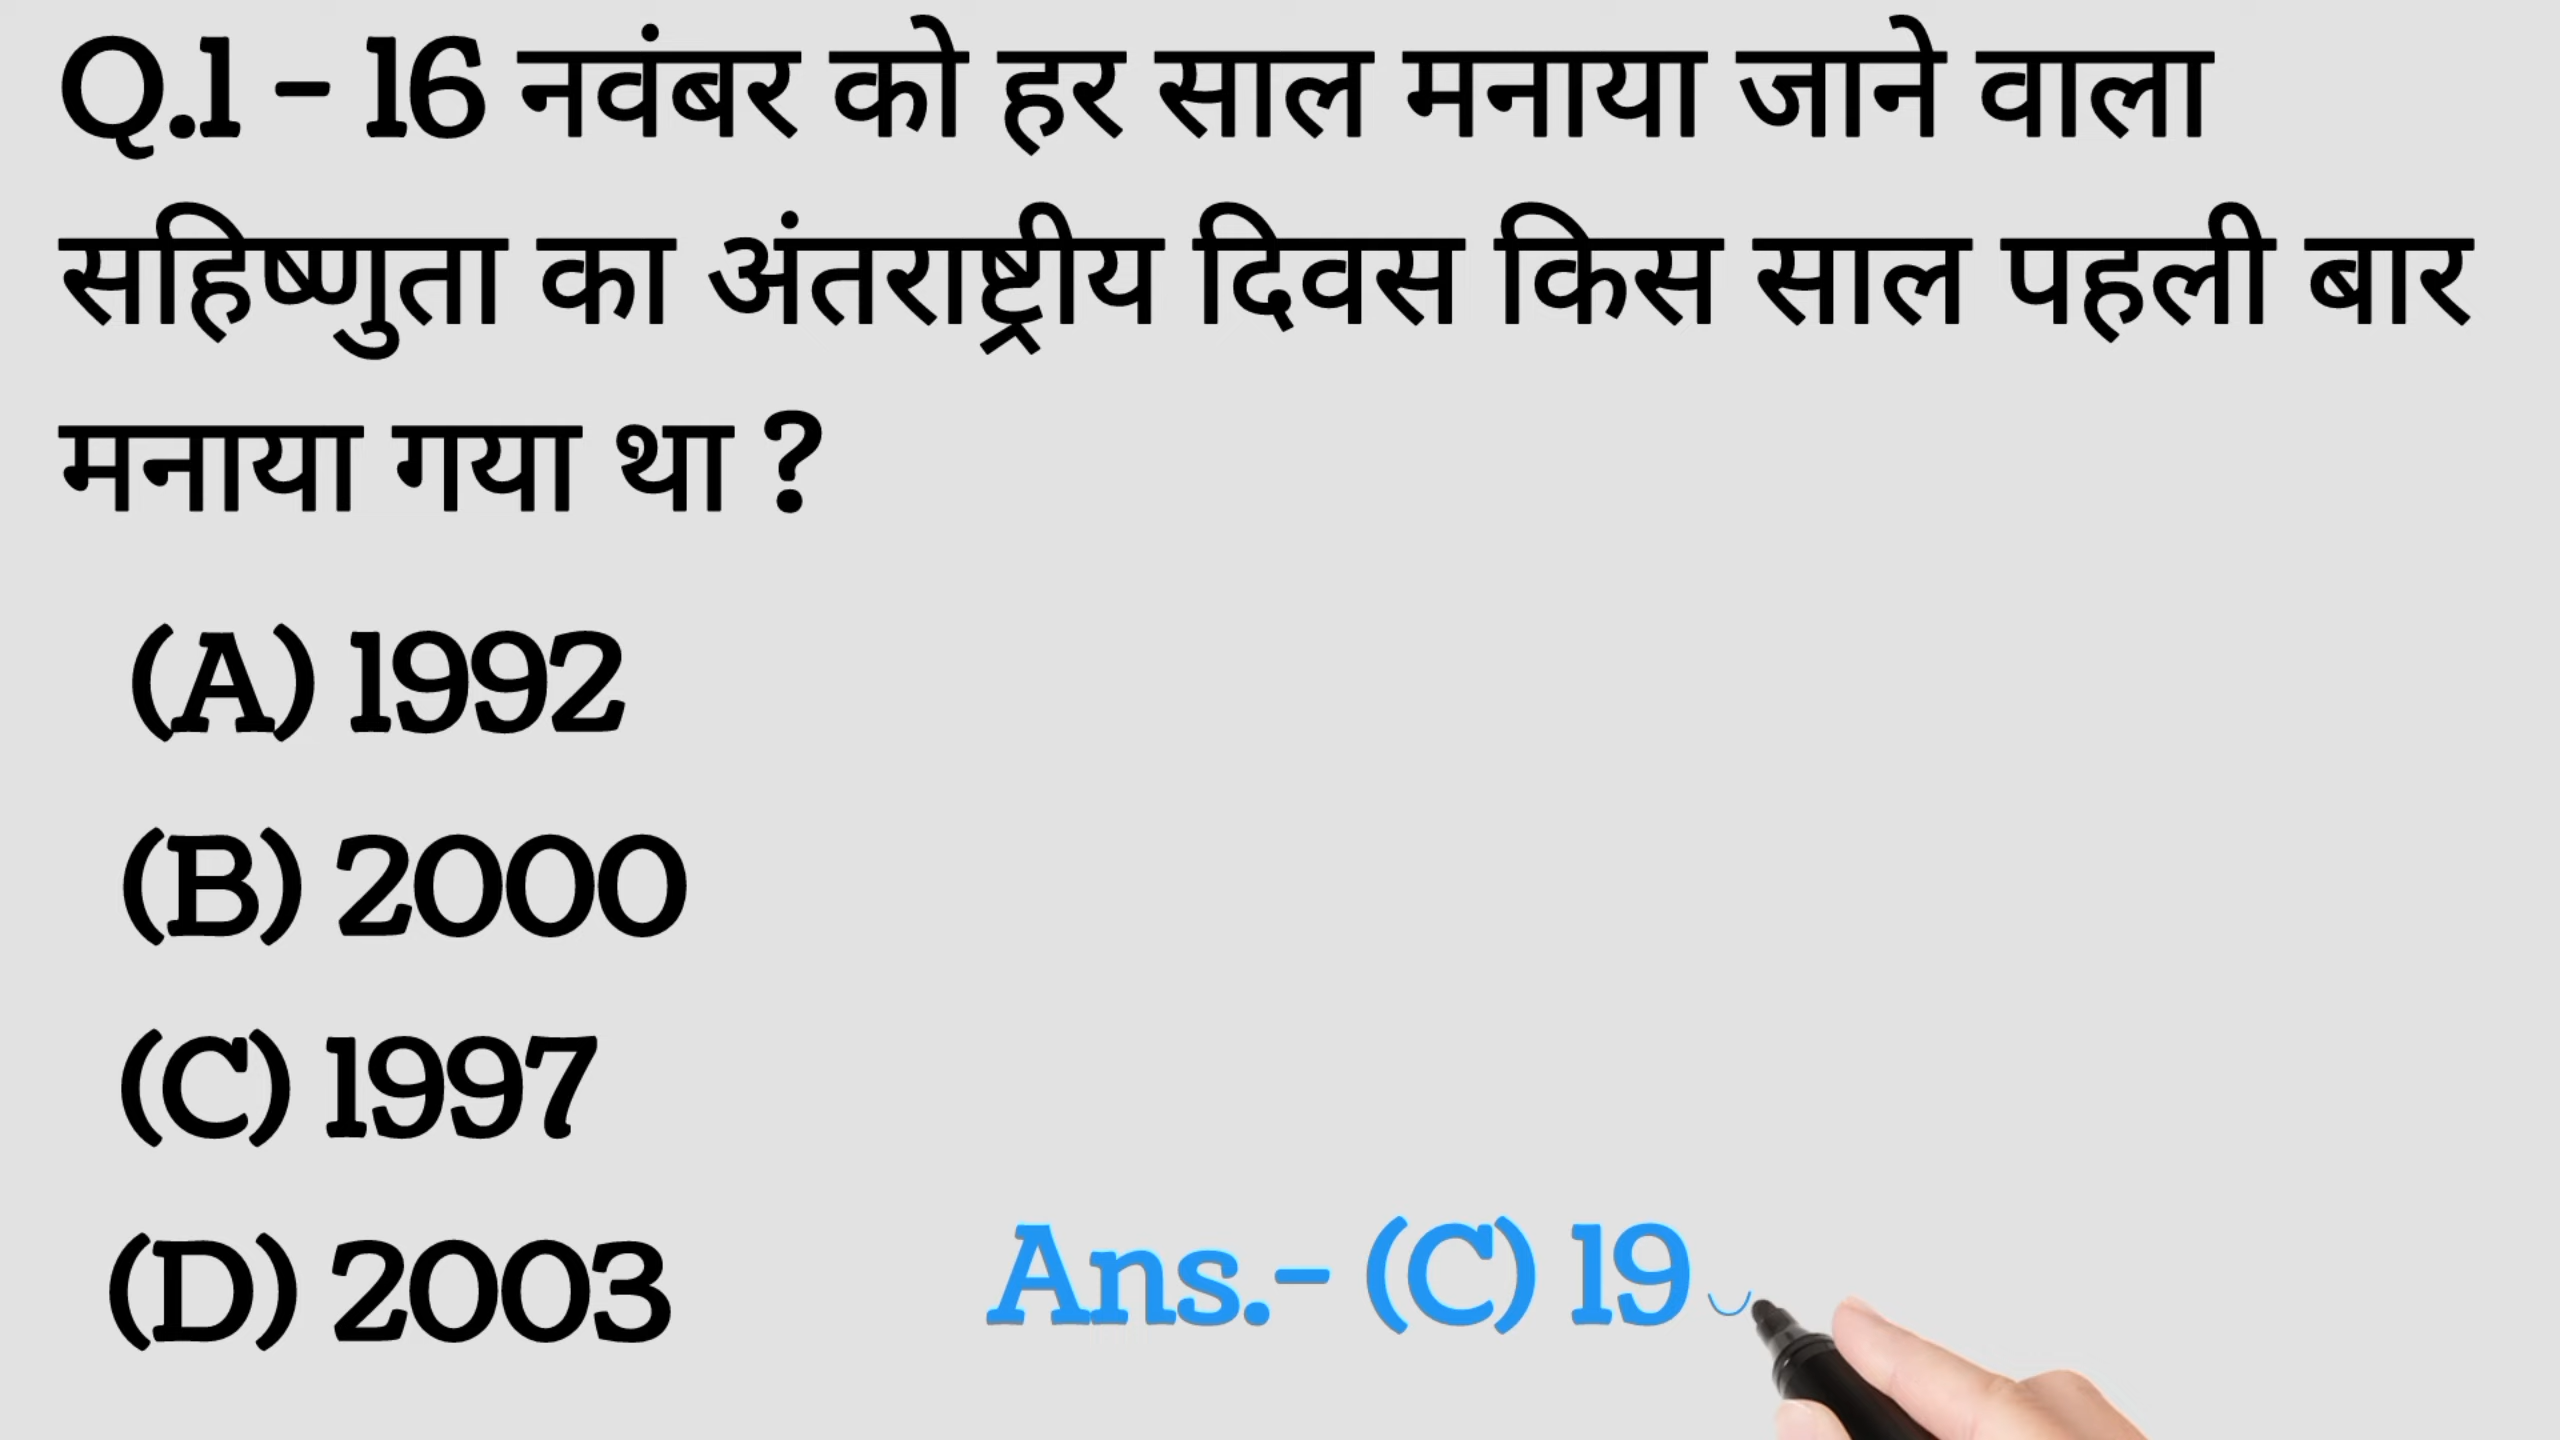 Q.1 - 16 नवंबर को हर साल मनाया जाने वाला
सहिष्णुता का अंतराष्ट्रीय दिवस किस साल पहली बार
मनाया गया था ?
(A) 1992
(B) 2000
(C) 1997
(D) 2003
Ans.- (C) 19